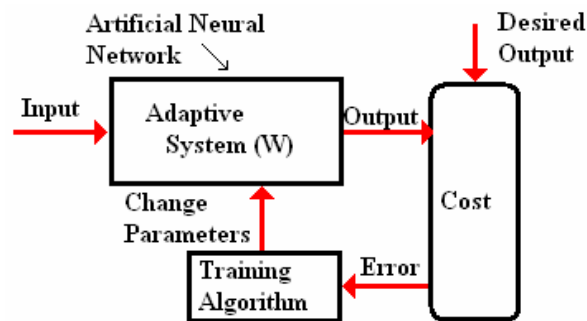 Artificial Neural
Network
Desired
Output
Input
Adaptive
System (W)
Output
Change
Parameters
Cost
Training
Algorithm
Error